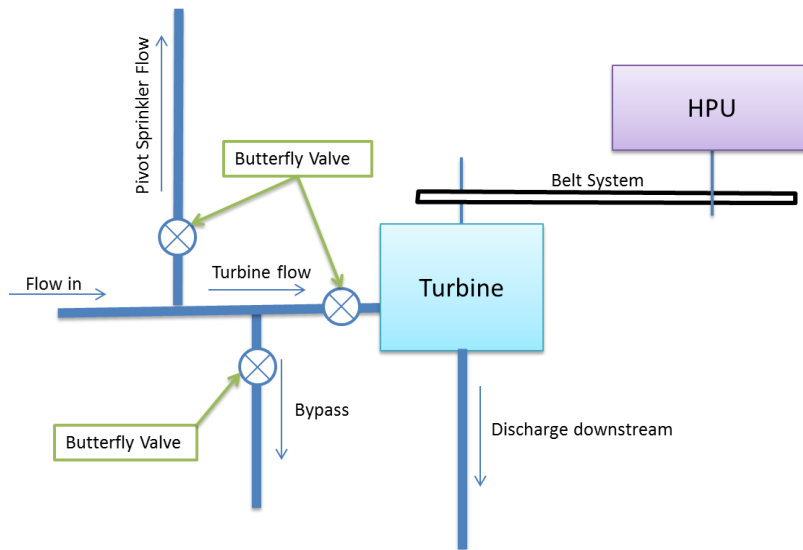 Pivot Sprinkler Flow
HPU
Butterfly Valve
Belt System
Flow in
Turbine flow
Turbine
Bypass
Butterfly Valve
Discharge downstream